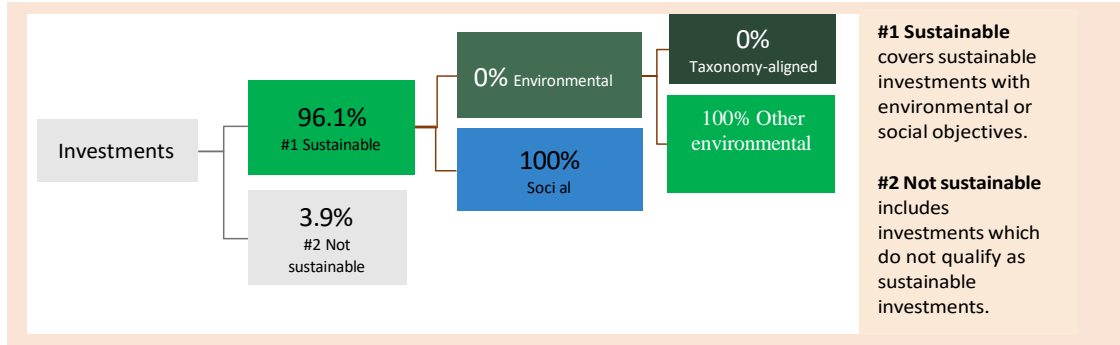 Investments
96.1%
#1 Sustainable
3.9%
#2 Not
sustainable
0% Environmental
100%
Soci al
0%
Taxonomy-aligned
100% Other
environmental
#1 Sustainable
covers sustainable
investments with
environmental or
social objectives.
#2 Not sustainable
includes
investments which
do not qualify as
sustainable
investments.